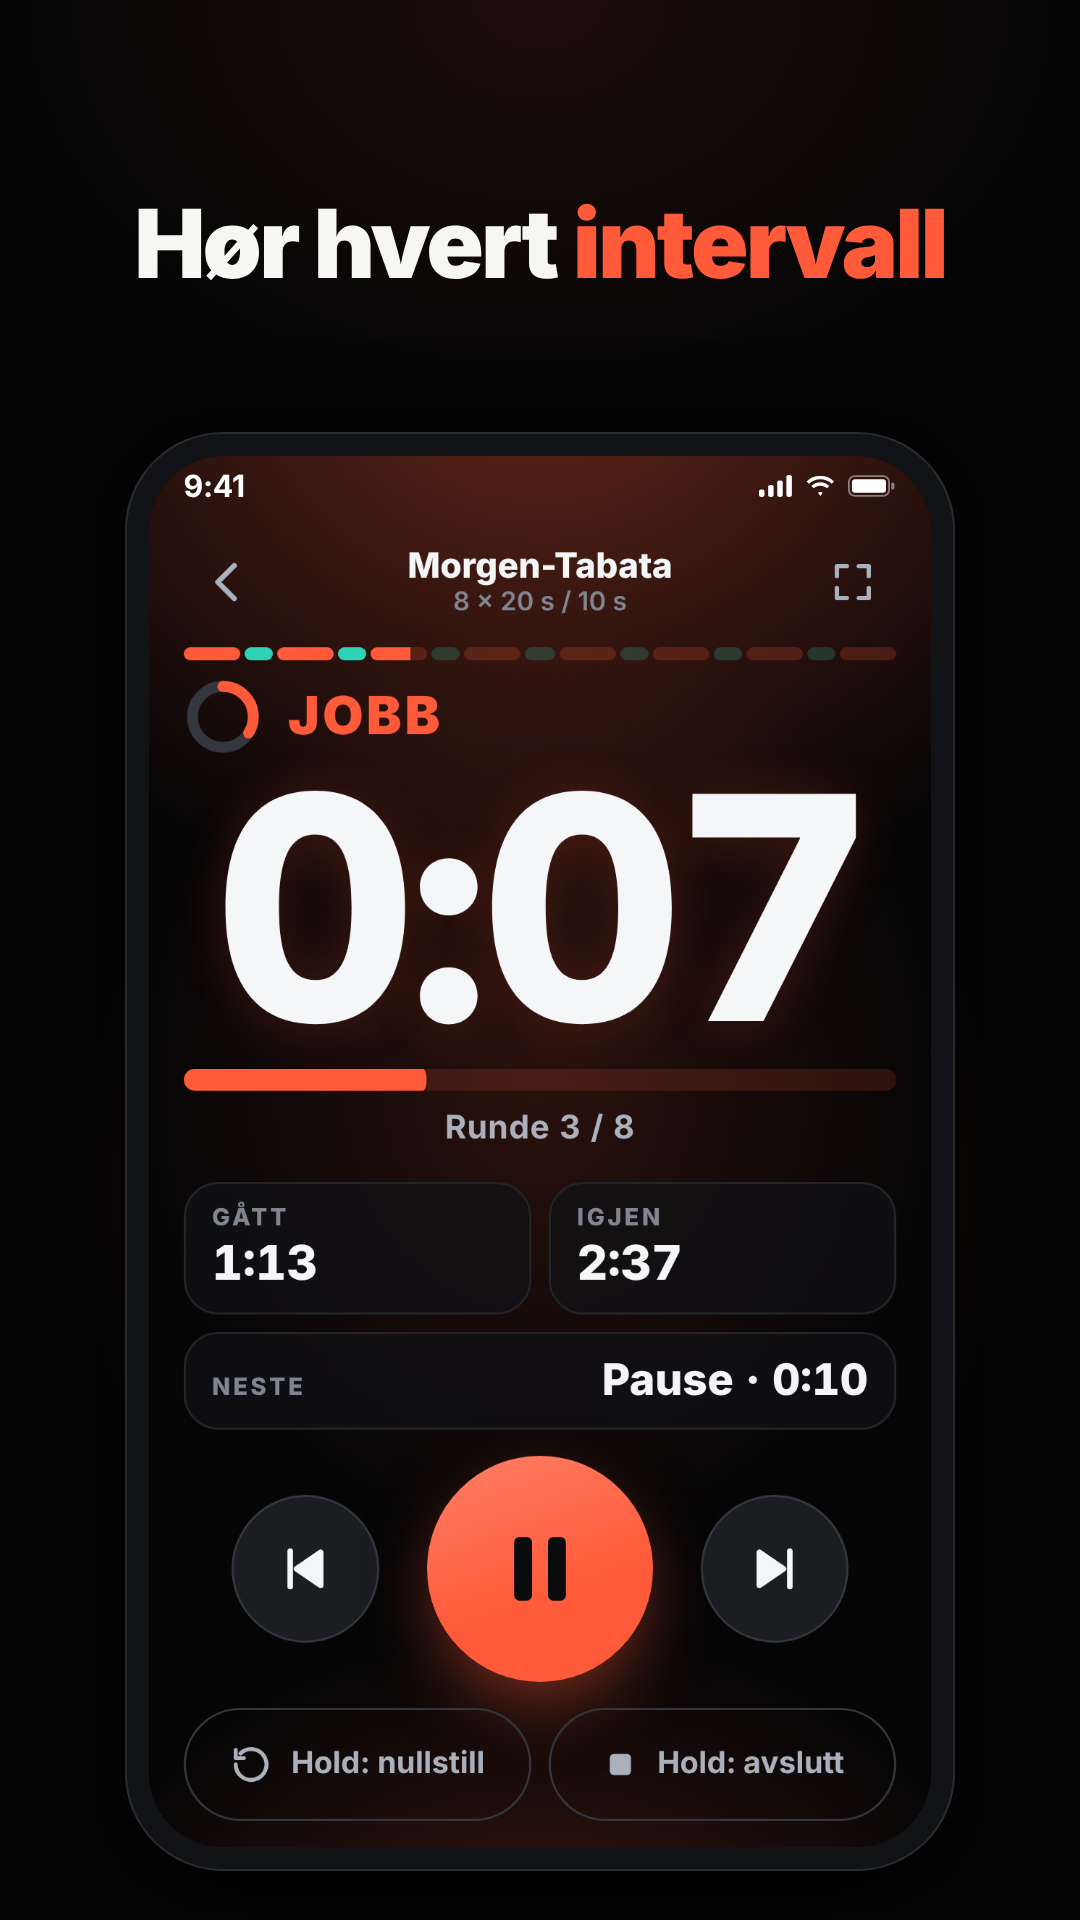 Hør hvert intervall
9:41
Morgen-Tabata
8 × 20 s / 10 s
JOBB
0:07
Runde 3 / 8
GÅTT
1:13
IGJEN
2:37
NESTE
Pause · 0:10
Hold: nullstill
Hold: avslutt